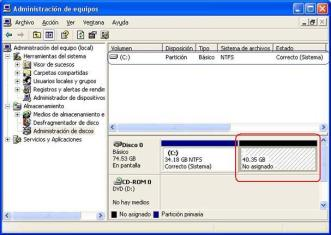 Administración de equipos
Archivo Acción Ver Ventana Ayuda
Administración del equipo (local)
Herramientas del sistema
Visor de sucesos
Carpetas compartidas
Usuarios locales y grupos
Registros y alertas de rendim
Administrador de dispositivos
Almacenamiento
Medios de almacenamiento e
Desfragmentador de disco
Administración de discos
Servicios y Aplicaciones
Volumen Disposición Tipo Sistema de archivos Estado
(C:) Partición Básico NTFS Correcto (Sistema)
Disco 0
Básico
74.53 GB
En pantalla
(C:)
34.18 GB NTFS
Correcto (Sistema)
40.35 GB
No asignado
CD-ROM 0
DVD (D:)
No hay medios
No asignado Partición primaria